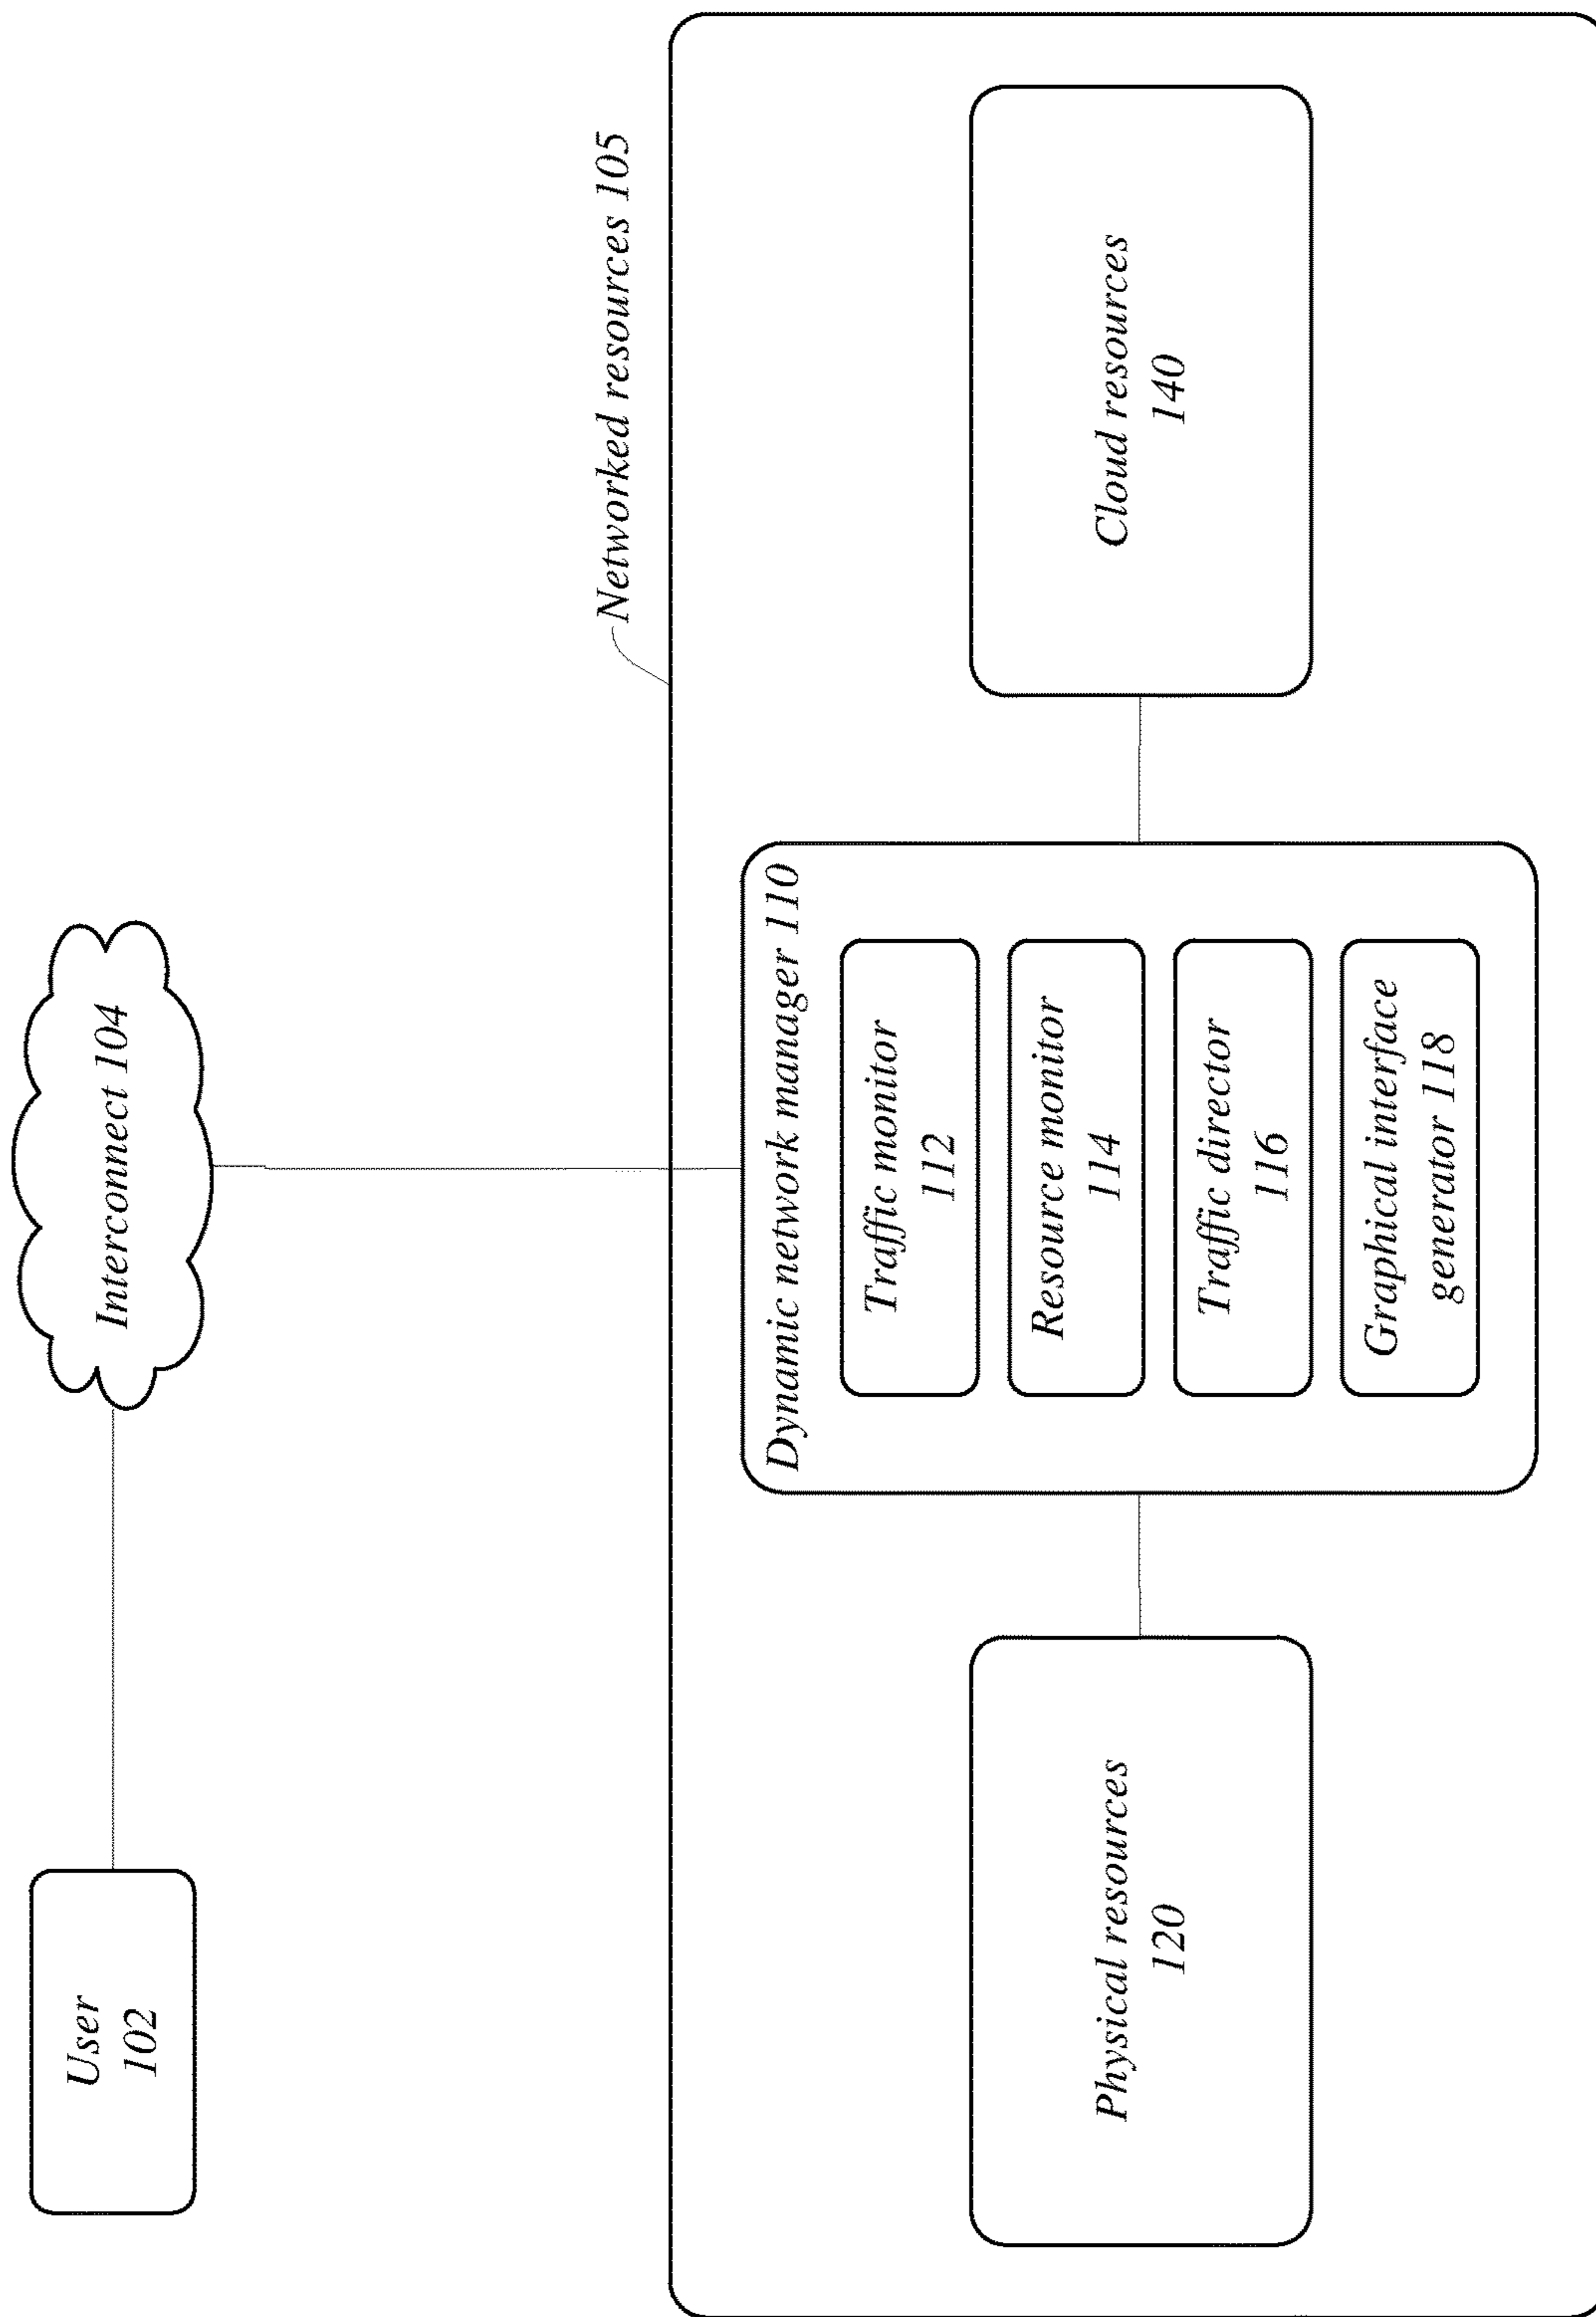 User
102
Interconnect 104
Networked resources 105
Physical resources
120
Dynamic network manager 110
Traffic monitor
112
Resource monitor
114
Traffic director
116
Graphical interface
generator 118
Cloud resources
140